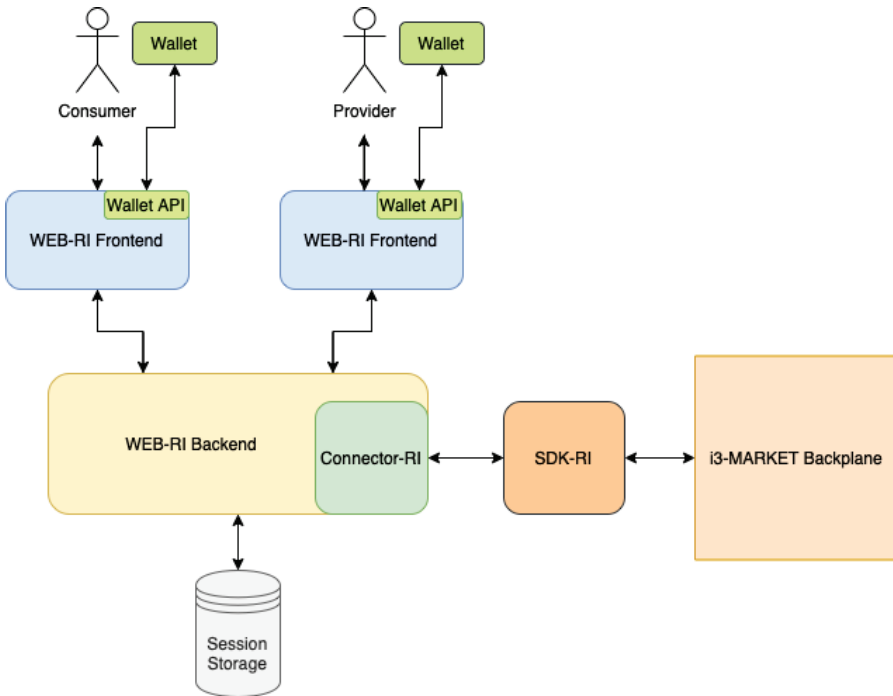 Wallet
Wallet
Consumer
Provider
Wallet API
Wallet API
WEB-RI Frontend
WEB-RI Frontend
WEB-RI Backend
Connector-RI
SDK-RI
i3-MARKET Backplane
Session
Storage